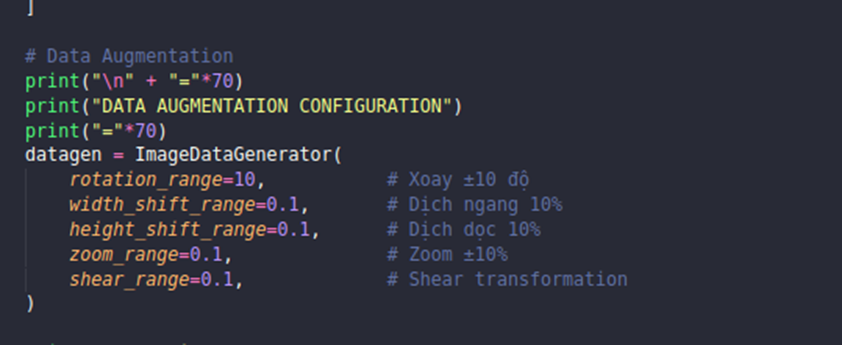 ]
# Data Augmentation
print("\n" + "="*70)
print("DATA AUGMENTATION CONFIGURATION")
print("="*70)
datagen = ImageDataGenerator(
    rotation_range=10,           # Xoay ±10 độ
    width_shift_range=0.1,       # Dịch ngang 10%
    height_shift_range=0.1,      # Dịch dọc 10%
    zoom_range=0.1,              # Zoom ±10%
    shear_range=0.1,             # Shear transformation
)